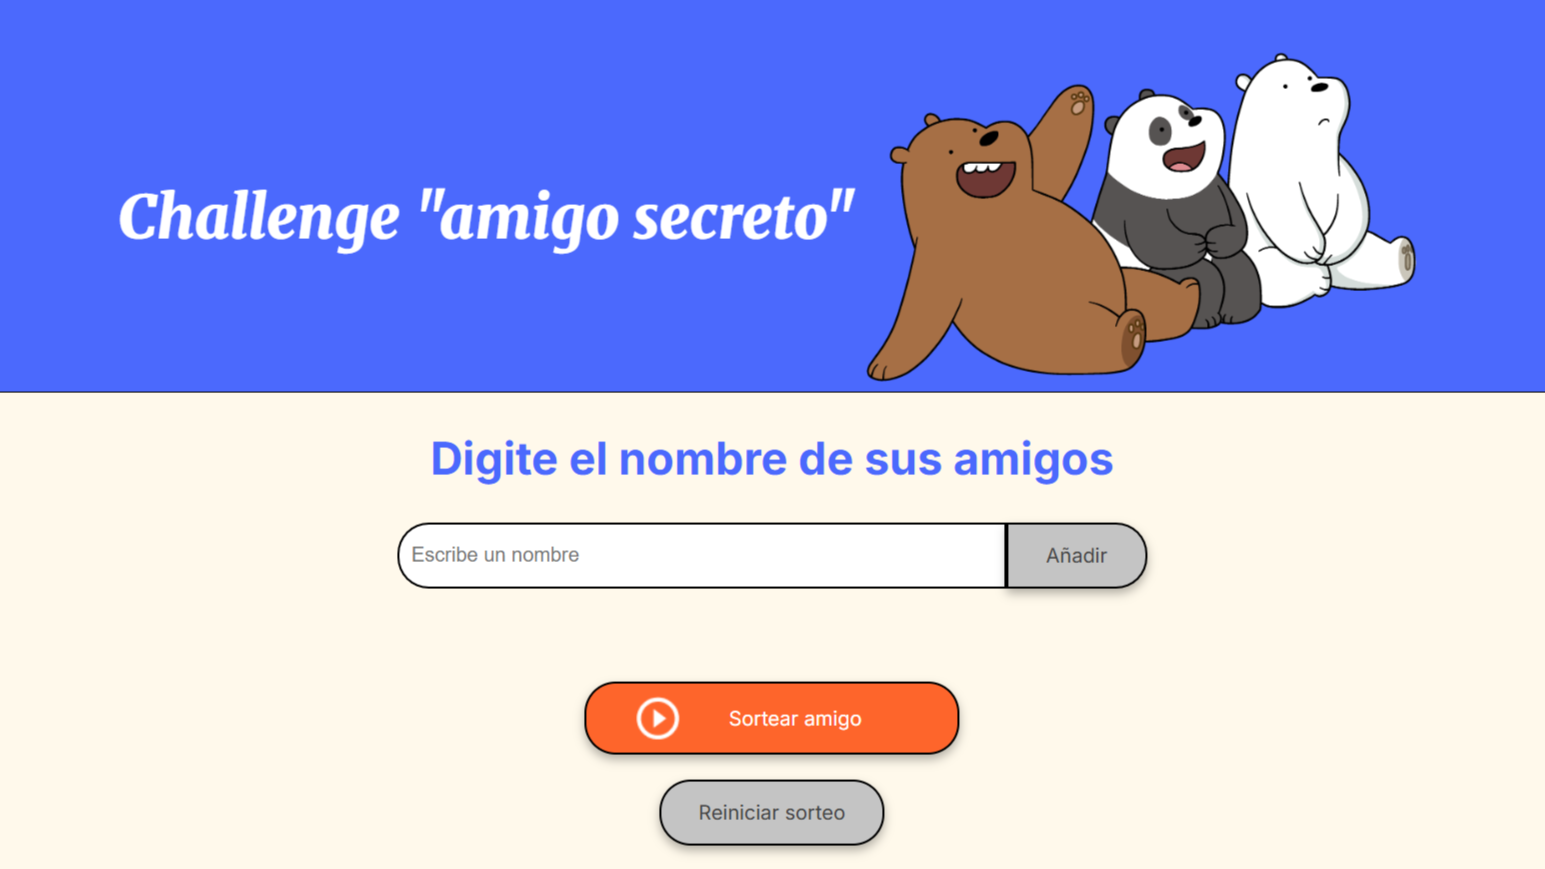 Challenge "amigo secreto"
Digite el nombre de sus amigos
Escribe un nombre
Añadir
Sortear amigo
Reiniciar sorteo